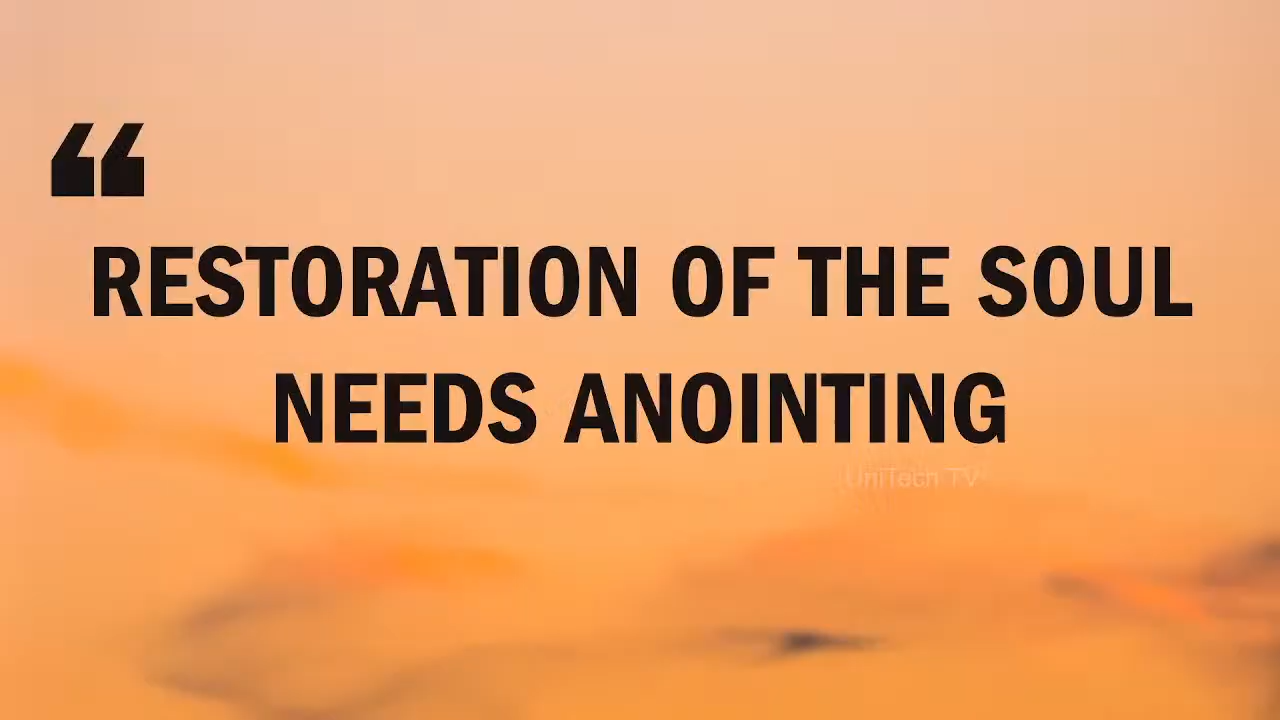 “
RESTORATION OF THE SOUL
NEEDS ANOINTING
UniTech TV